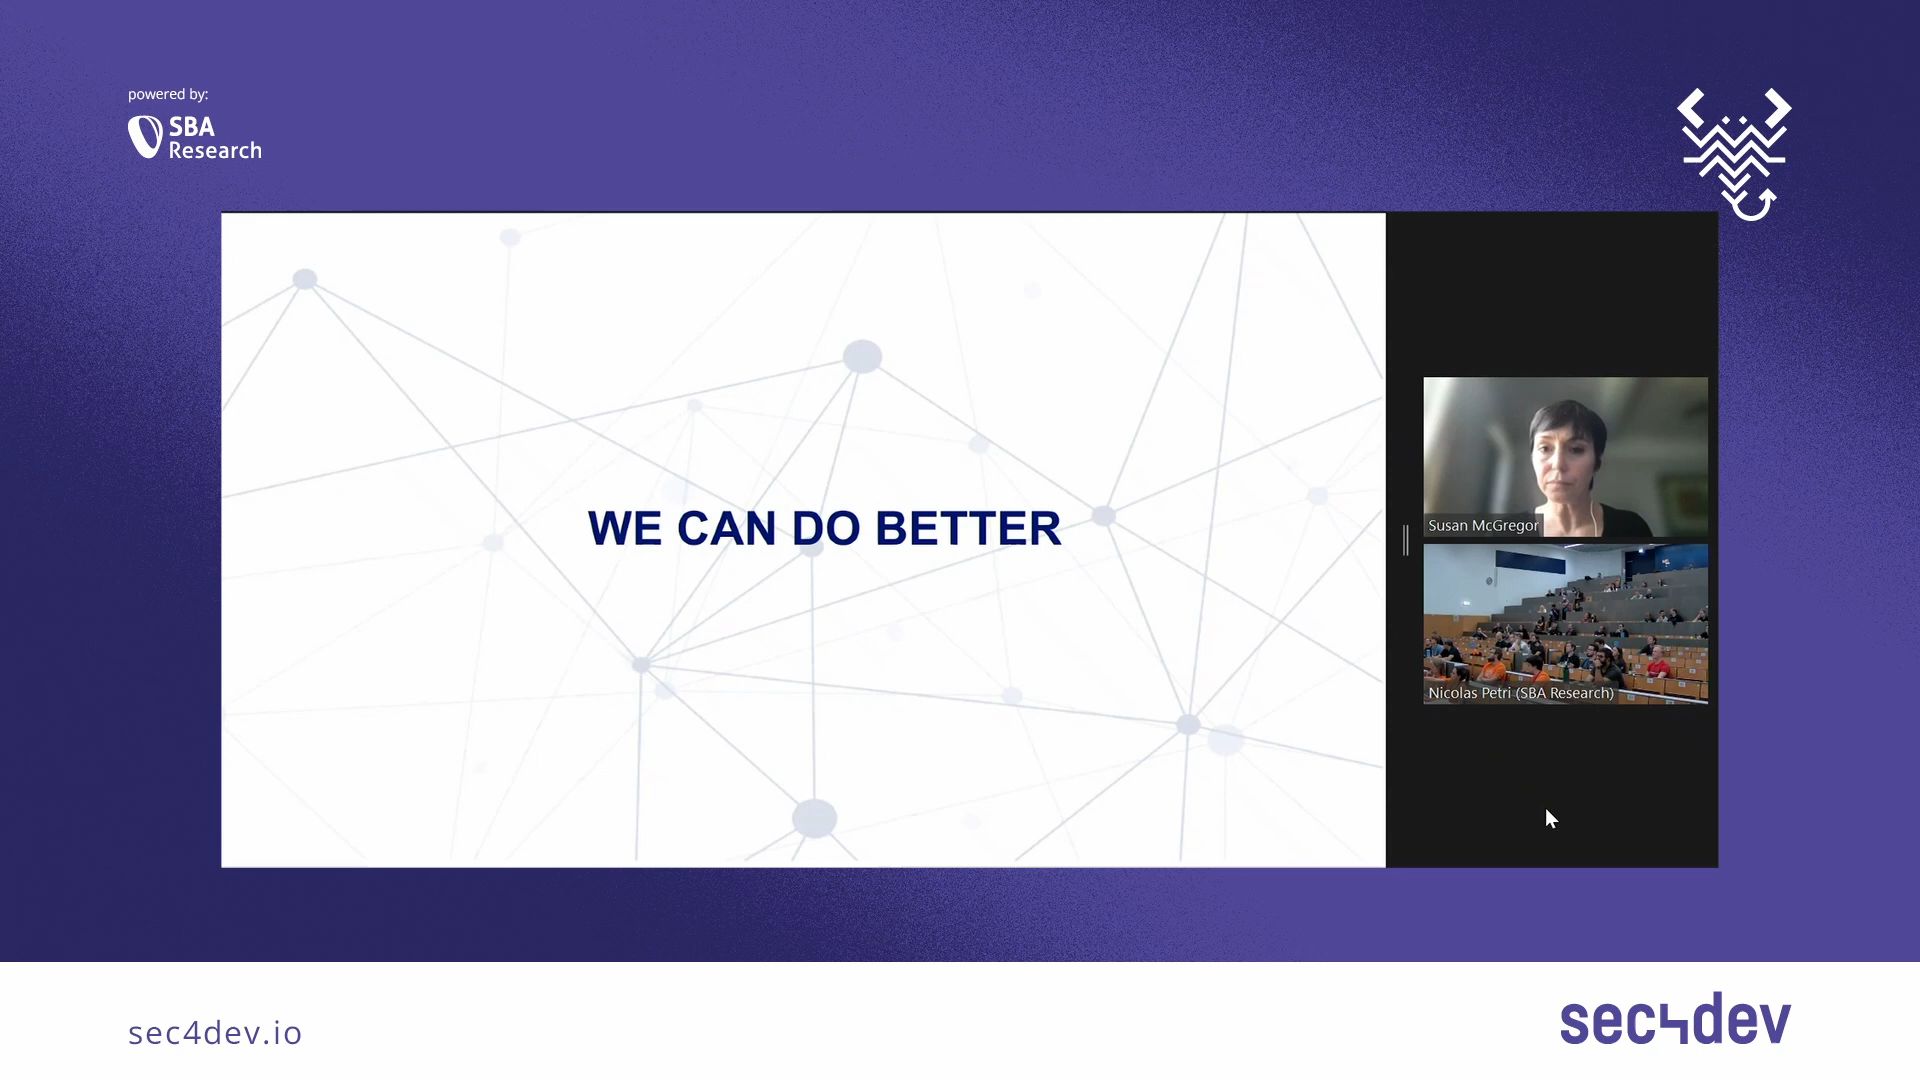 powered by:
SBA
Research
WE CAN DO BETTER
Susan McGregor
Nicolas Petri (SBA Research)
sec4dev.io
sec4dev